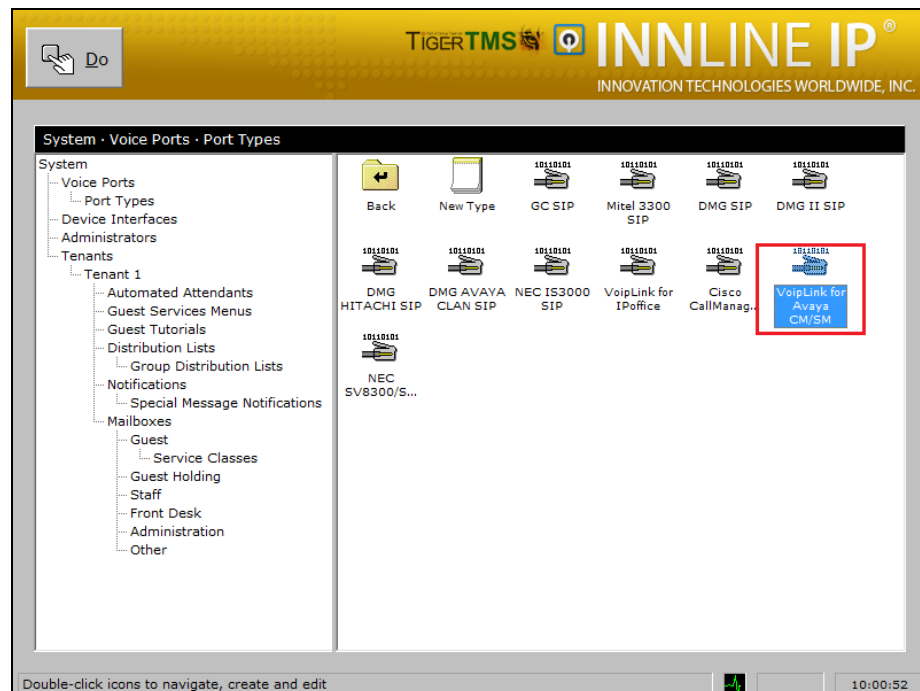 Do
TIGERTMS INNLINE IP®
INNOVATION TECHNOLOGIES WORLDWIDE, INC.
System · Voice Ports · Port Types
System
Voice Ports
Port Types
Device Interfaces
Administrators
Tenants
Tenant 1
Automated Attendants
Guest Services Menus
Guest Tutorials
Distribution Lists
Group Distribution Lists
Notifications
Special Message Notifications
Mailboxes
Guest
Service Classes
Guest Holding
Staff
Front Desk
Administration
Other
10110101 10110101 10110101 10110101
Back New Type GC SIP Mitel 3300 DMG SIP DMG II SIP
SIP
10110101 10110101 10110101 10110101 10110101 10110101
DMG DMG AVAYA NEC IS3000 VoipLink for Cisco VoipLink for
HITACHI SIP CLAN SIP SIP IPoffice CallManag.. Avaya
CM/SM
10110101
NEC
SV8300/S...
Double-click icons to navigate, create and edit 10:00:52